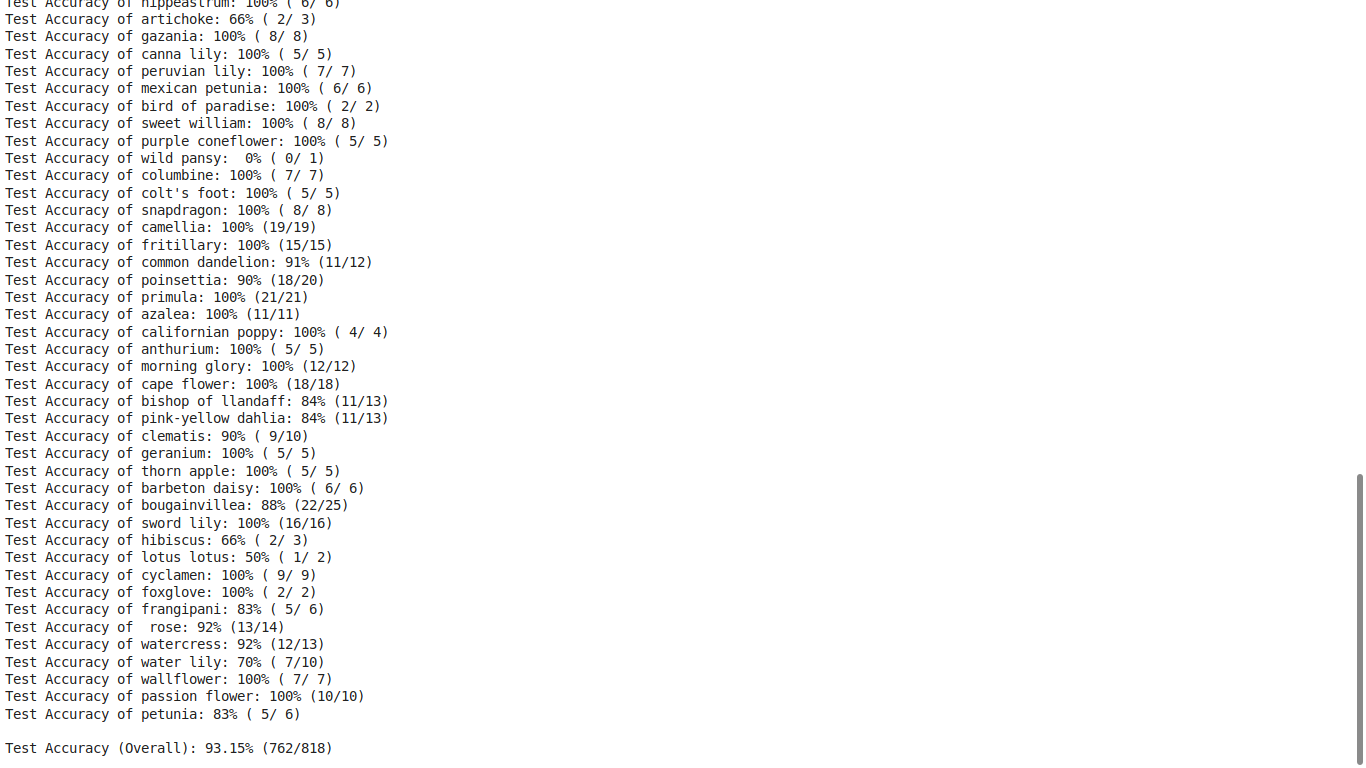 Test Accuracy of hippeastrum: 100% ( 6/ 6)
Test Accuracy of artichoke: 66% ( 2/ 3)
Test Accuracy of gazania: 100% ( 8/ 8)
Test Accuracy of canna lily: 100% ( 5/ 5)
Test Accuracy of peruvian lily: 100% ( 7/ 7)
Test Accuracy of mexican petunia: 100% ( 6/ 6)
Test Accuracy of bird of paradise: 100% ( 2/ 2)
Test Accuracy of sweet william: 100% ( 8/ 8)
Test Accuracy of purple coneflower: 100% ( 5/ 5)
Test Accuracy of wild pansy:  0% ( 0/ 1)
Test Accuracy of columbine: 100% ( 7/ 7)
Test Accuracy of colt's foot: 100% ( 5/ 5)
Test Accuracy of snapdragon: 100% ( 8/ 8)
Test Accuracy of camellia: 100% (19/19)
Test Accuracy of fritillary: 100% (15/15)
Test Accuracy of common dandelion: 91% (11/12)
Test Accuracy of poinsettia: 90% (18/20)
Test Accuracy of primula: 100% (21/21)
Test Accuracy of azalea: 100% (11/11)
Test Accuracy of californian poppy: 100% ( 4/ 4)
Test Accuracy of anthurium: 100% ( 5/ 5)
Test Accuracy of morning glory: 100% (12/12)
Test Accuracy of cape flower: 100% (18/18)
Test Accuracy of bishop of llandaff: 84% (11/13)
Test Accuracy of pink-yellow dahlia: 84% (11/13)
Test Accuracy of clematis: 90% ( 9/10)
Test Accuracy of geranium: 100% ( 5/ 5)
Test Accuracy of thorn apple: 100% ( 5/ 5)
Test Accuracy of barbeton daisy: 100% ( 6/ 6)
Test Accuracy of bougainvillea: 88% (22/25)
Test Accuracy of sword lily: 100% (16/16)
Test Accuracy of hibiscus: 66% ( 2/ 3)
Test Accuracy of lotus lotus: 50% ( 1/ 2)
Test Accuracy of cyclamen: 100% ( 9/ 9)
Test Accuracy of foxglove: 100% ( 2/ 2)
Test Accuracy of frangipani: 83% ( 5/ 6)
Test Accuracy of  rose: 92% (13/14)
Test Accuracy of watercress: 92% (12/13)
Test Accuracy of water lily: 70% ( 7/10)
Test Accuracy of wallflower: 100% ( 7/ 7)
Test Accuracy of passion flower: 100% (10/10)
Test Accuracy of petunia: 83% ( 5/ 6)
Test Accuracy (Overall): 93.15% (762/818)